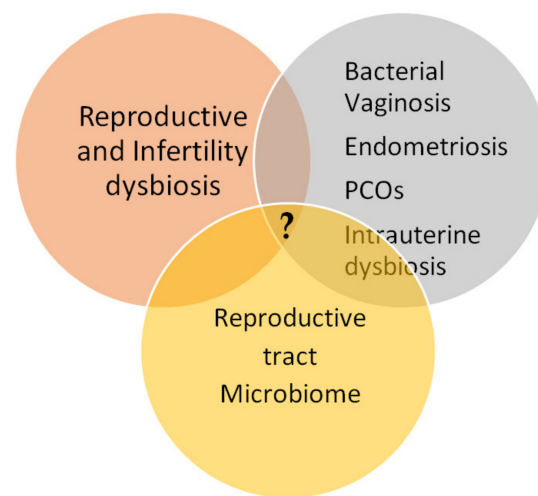 Reproductive
and Infertility
dysbiosis
Bacterial
Vaginosis
Endometriosis
PCOs
Intrauterine
dysbiosis
?
Reproductive
tract
Microbiome